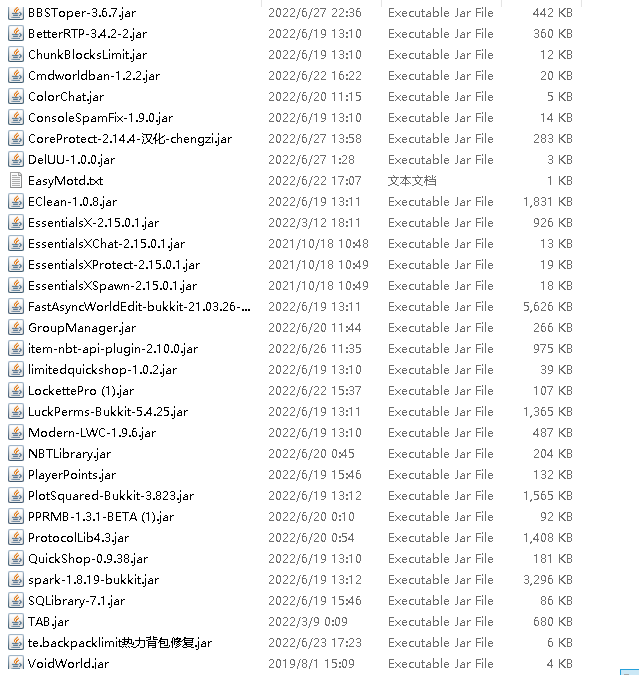 BBSToper-3.6.7.jar 2022/6/27 22:36 Executable Jar File 442 KB
BetterRTP-3.4.2-2.jar 2022/6/19 13:10 Executable Jar File 360 KB
ChunkBlocksLimit.jar 2022/6/19 13:10 Executable Jar File 12 KB
Cmdworldban-1.2.2.jar 2022/6/22 16:22 Executable Jar File 20 KB
ColorChat.jar 2022/6/20 11:15 Executable Jar File 5 KB
ConsoleSpamFix-1.9.0.jar 2022/6/19 13:10 Executable Jar File 14 KB
CoreProtect-2.14.4-汉化-chengzi.jar 2022/6/27 13:58 Executable Jar File 283 KB
DelUU-1.0.0.jar 2022/6/27 1:28 Executable Jar File 3 KB
EasyMotd.txt 2022/6/22 17:07 文本文档 1 KB
EClean-1.0.8.jar 2022/6/19 13:11 Executable Jar File 1,831 KB
EssentialsX-2.15.0.1.jar 2022/3/12 18:11 Executable Jar File 926 KB
EssentialsXChat-2.15.0.1.jar 2021/10/18 10:48 Executable Jar File 13 KB
EssentialsXProtect-2.15.0.1.jar 2021/10/18 10:49 Executable Jar File 19 KB
EssentialsXSpawn-2.15.0.1.jar 2021/10/18 10:49 Executable Jar File 18 KB
FastAsyncWorldEdit-bukkit-21.03.26-... 2022/6/19 13:11 Executable Jar File 5,626 KB
GroupManager.jar 2022/6/20 11:44 Executable Jar File 266 KB
item-nbt-api-plugin-2.10.0.jar 2022/6/26 11:35 Executable Jar File 975 KB
limitedquickshop-1.0.2.jar 2022/6/19 13:10 Executable Jar File 39 KB
LockettePro (1).jar 2022/6/22 15:37 Executable Jar File 107 KB
LuckPerms-Bukkit-5.4.25.jar 2022/6/19 13:11 Executable Jar File 1,365 KB
Modern-LWC-1.9.6.jar 2022/6/19 13:10 Executable Jar File 487 KB
NBTLibrary.jar 2022/6/20 0:45 Executable Jar File 204 KB
PlayerPoints.jar 2022/6/19 15:46 Executable Jar File 132 KB
PlotSquared-Bukkit-3.823.jar 2022/6/19 13:12 Executable Jar File 1,565 KB
PPRMB-1.3.1-BETA (1).jar 2022/6/20 0:10 Executable Jar File 92 KB
ProtocolLib4.3.jar 2022/6/20 0:54 Executable Jar File 1,408 KB
QuickShop-0.9.38.jar 2022/6/19 13:10 Executable Jar File 181 KB
spark-1.8.19-bukkit.jar 2022/6/19 13:12 Executable Jar File 3,296 KB
SQLibrary-7.1.jar 2022/6/19 15:46 Executable Jar File 86 KB
TAB.jar 2022/3/9 0:09 Executable Jar File 680 KB
te.backpacklimit热力背包修复.jar 2022/6/23 17:23 Executable Jar File 6 KB
VoidWorld.jar 2019/8/1 15:09 Executable Jar File 4 KB